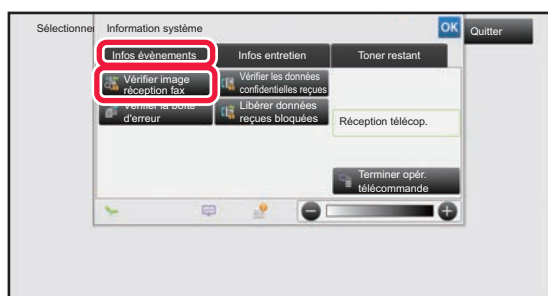 Sélectionner
Information système
OK
Quitter
Infos évènements
Infos entretien
Toner restant
Vérifier image
réception fax
Vérifier les données
confidentielles reçues
Vérifier la boîte
d'erreur
Libérer données
reçues bloquées
Réception télécop.
Terminer opér.
télécommande